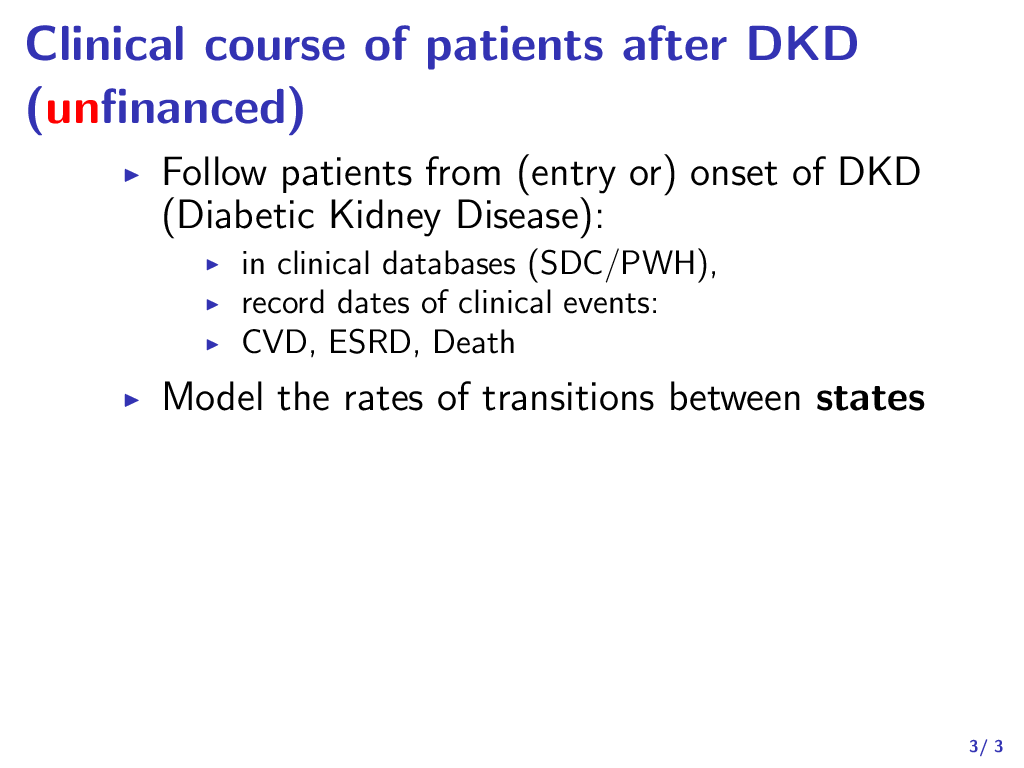 Clinical course of patients after DKD
(unfinanced)
▶ Follow patients from (entry or) onset of DKD
(Diabetic Kidney Disease):
▶ in clinical databases (SDC/PWH),
▶ record dates of clinical events:
▶ CVD, ESRD, Death
▶ Model the rates of transitions between states
3/ 3